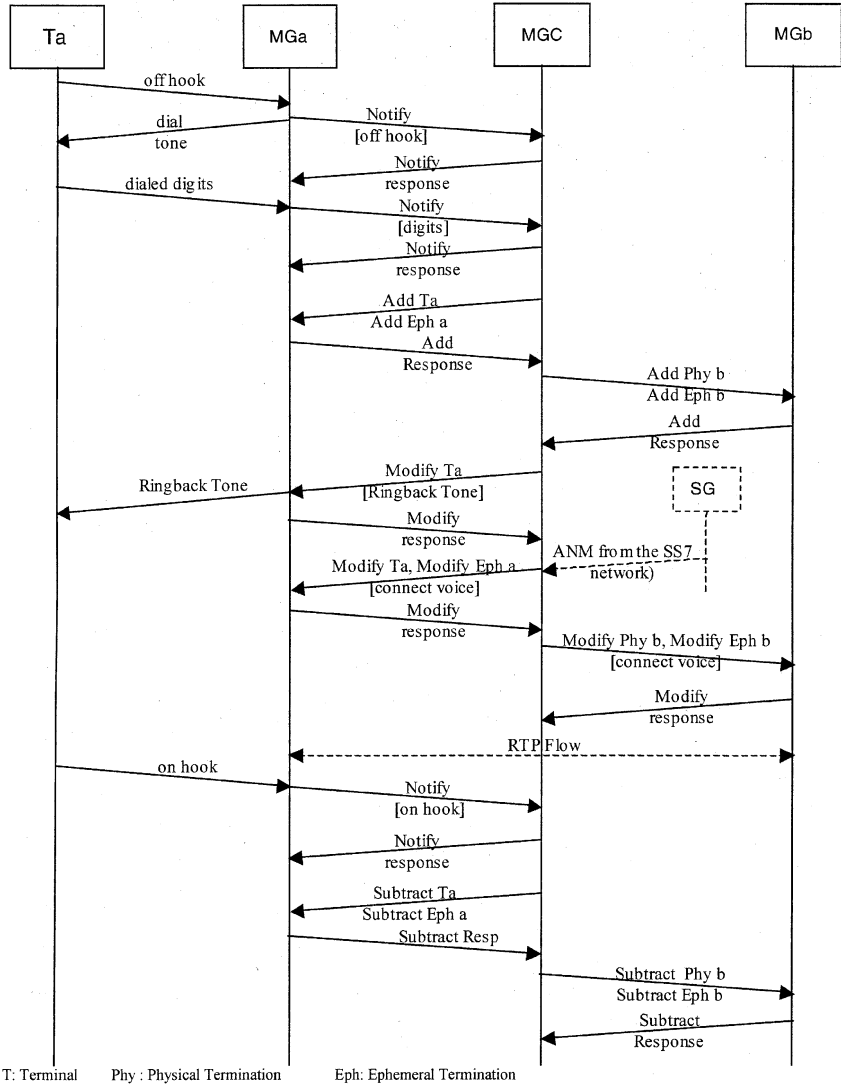 Ta
MGa
MGC
MGb
off hook
dial
tone
Notify
[off hook]
Notify
response
dialed digits
Notify
[digits]
Notify
response
Add Ta
Add Eph a
Add
Response
Add Phy b
Add Eph b
Add
Response
Modify Ta
[Ringback Tone]
Ringback Tone
SG
Modify
response
ANM from the SS7
network)
Modify Ta, Modify Eph a
[connect voice]
Modify
response
Modify Phy b, Modify Eph b
[connect voice]
Modify
response
RTP Flow
on hook
Notify
[on hook]
Notify
response
Subtract Ta
Subtract Eph a
Subtract Resp
Subtract Phy b
Subtract Eph b
Subtract
Response
T: Terminal Phy : Physical Termination Eph: Ephemeral Termination